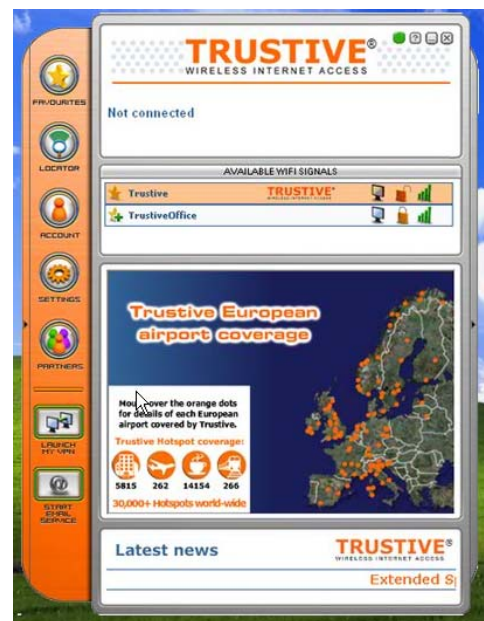 TRUSTIVE®
WIRELESS INTERNET ACCESS
FAVOURITES
LOCATOR
ACCOUNT
SETTINGS
PARTNERS
LAUNCH
MY VPN
START
EMAIL
SERVICE
Not connected
AVAILABLE WIFI SIGNALS
Trustive TRUSTIVE®
WIRELESS INTERNET ACCESS
TrustiveOffice
Trustive European
airport coverage
over the orange dots
for details of each European
airport covered by Trustive.
Trustive Hotspot coverage:
5815 262 14154 266
30,000+ Hotspots world-wide
Latest news TRUSTIVE®
WIRELESS INTERNET ACCESS
Extended